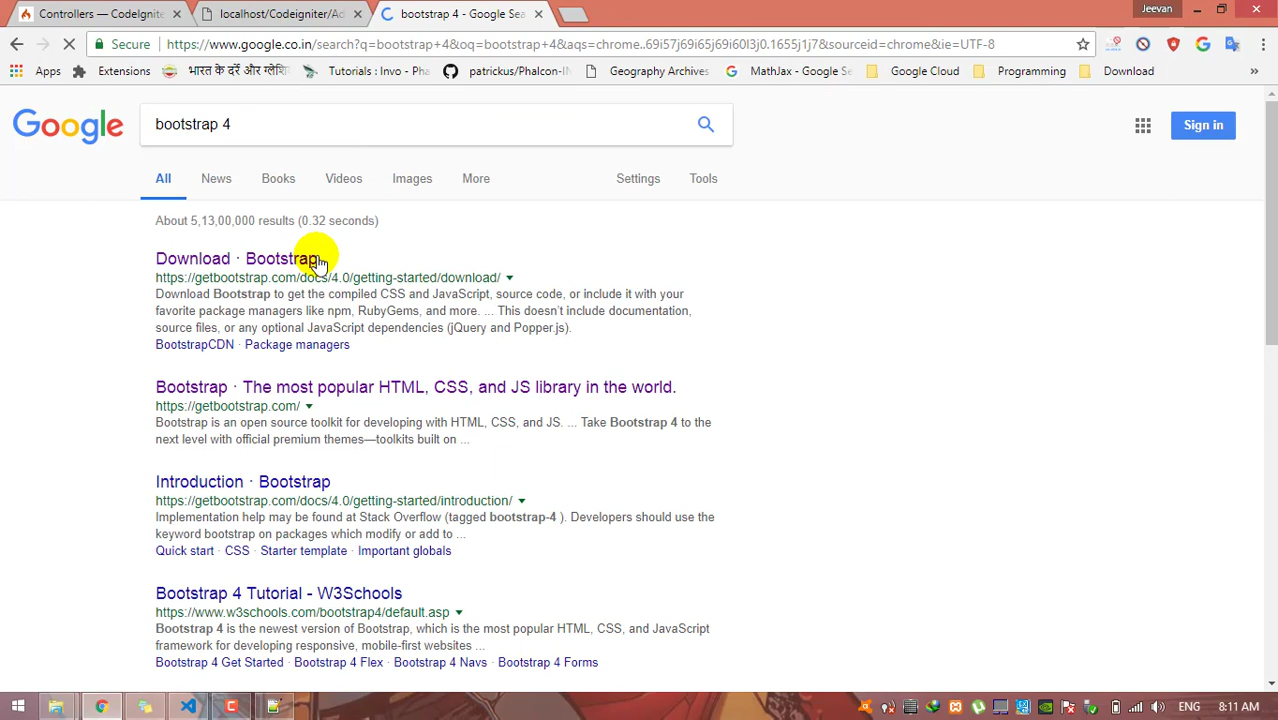 Controllers — CodeIgnite
localhost/Codeigniter/Ad
bootstrap 4 - Google Sea
Jeevan
Secure
https://www.google.co.in/search?q=bootstrap+4&oq=bootstrap+4&aqs=chrome..69i57j69i65j69i60l3j0.1655j1j7&sourceid=chrome&ie=UTF-8
Apps
Extensions
भारत के दर्रे और ग्लेशि
Tutorials : Invo - Pha
patrickus/Phalcon-IN
Geography Archives
MathJax - Google Se
Google Cloud
Programming
Download
»
Google
bootstrap 4
Sign in
All
News
Books
Videos
Images
More
Settings
Tools
About 5,13,00,000 results (0.32 seconds)
Download · Bootstrap
https://getbootstrap.com/docs/4.0/getting-started/download/
Download Bootstrap to get the compiled CSS and JavaScript, source code, or include it with your
favorite package managers like npm, RubyGems, and more. ... This doesn't include documentation,
source files, or any optional JavaScript dependencies (jQuery and Popper.js).
BootstrapCDN · Package managers
Bootstrap · The most popular HTML, CSS, and JS library in the world.
https://getbootstrap.com/
Bootstrap is an open source toolkit for developing with HTML, CSS, and JS. ... Take Bootstrap 4 to the
next level with official premium themes—toolkits built on ...
Introduction · Bootstrap
https://getbootstrap.com/docs/4.0/getting-started/introduction/
Implementation help may be found at Stack Overflow (tagged bootstrap-4 ). Developers should use the
keyword bootstrap on packages which modify or add to ...
Quick start · CSS · Starter template · Important globals
Bootstrap 4 Tutorial - W3Schools
https://www.w3schools.com/bootstrap4/default.asp
Bootstrap 4 is the newest version of Bootstrap, which is the most popular HTML, CSS, and JavaScript
framework for developing responsive, mobile-first websites ...
Bootstrap 4 Get Started · Bootstrap 4 Flex · Bootstrap 4 Navs · Bootstrap 4 Forms
ENG
8:11 AM